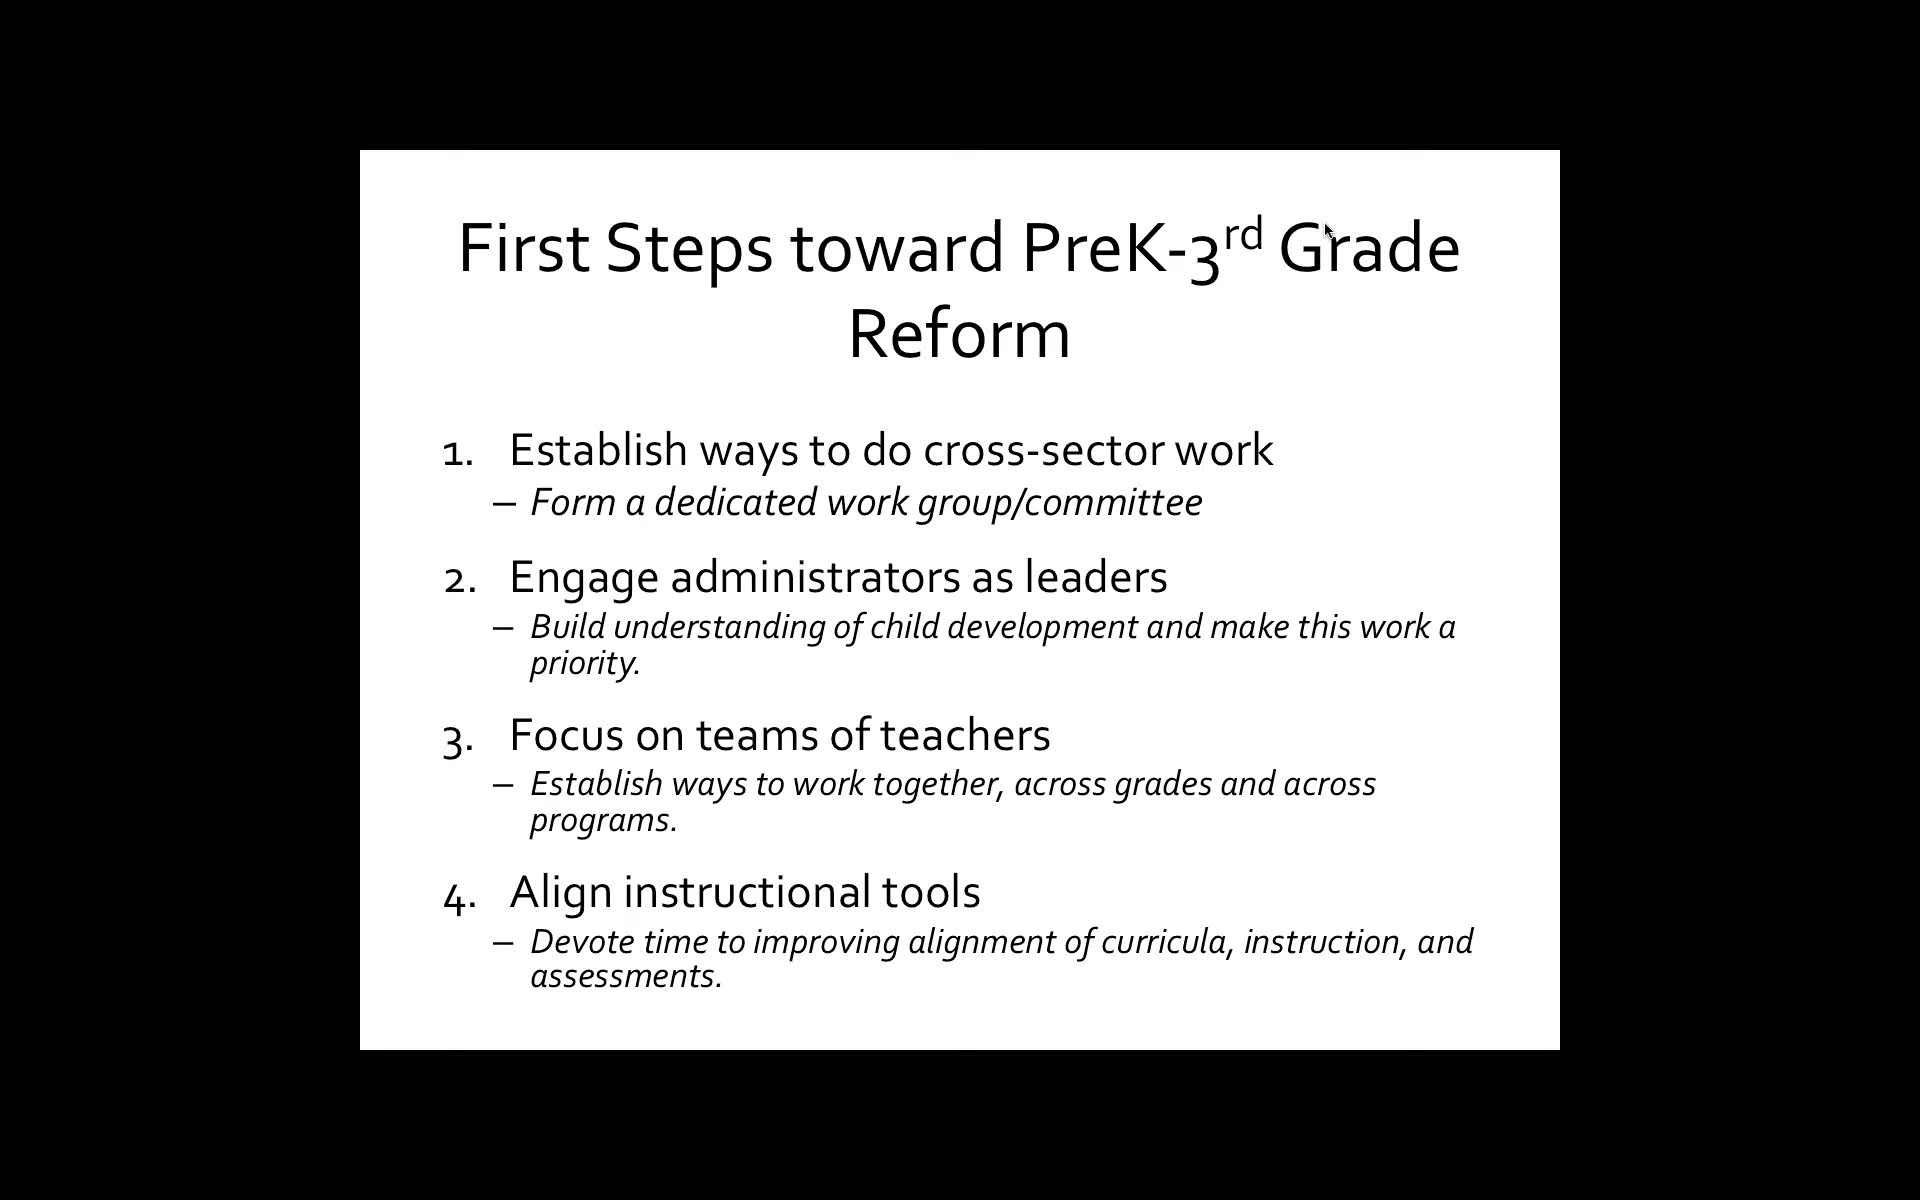 First Steps toward PreK-3rd Grade
Reform
1. Establish ways to do cross-sector work
– Form a dedicated work group/committee
2. Engage administrators as leaders
– Build understanding of child development and make this work a
priority.
3. Focus on teams of teachers
– Establish ways to work together, across grades and across
programs.
4. Align instructional tools
– Devote time to improving alignment of curricula, instruction, and
assessments.